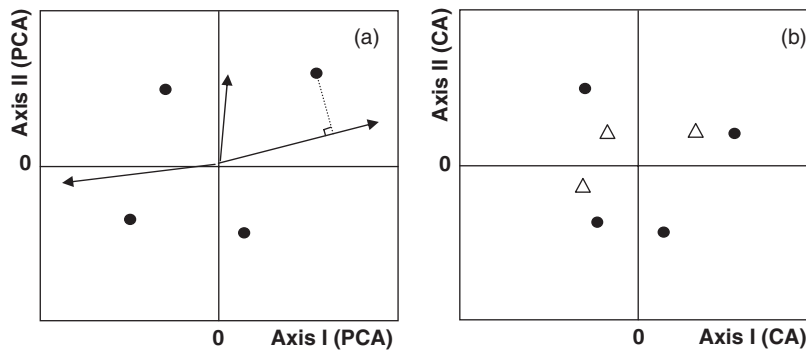 (a)
Axis II (PCA)
0
0
Axis I (PCA)
(b)
Axis II (CA)
0
0
Axis I (CA)